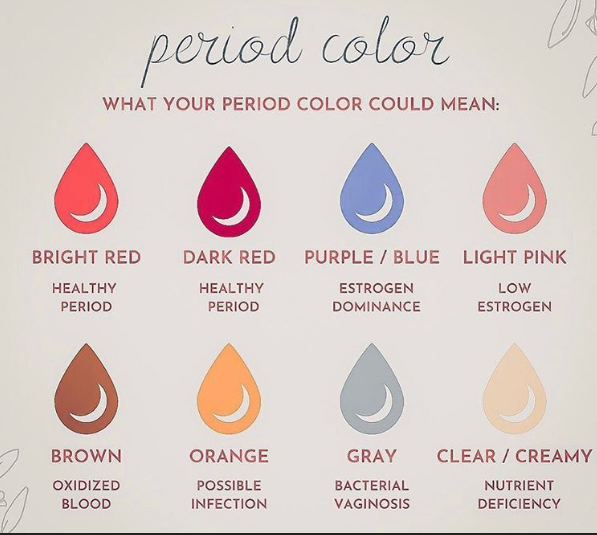 period color
WHAT YOUR PERIOD COLOR COULD MEAN:
BRIGHT RED
HEALTHY
PERIOD
DARK RED
HEALTHY
PERIOD
PURPLE / BLUE
ESTROGEN
DOMINANCE
LIGHT PINK
LOW
ESTROGEN
BROWN
OXIDIZED
BLOOD
ORANGE
POSSIBLE
INFECTION
GRAY
BACTERIAL
VAGINOSIS
CLEAR / CREAMY
NUTRIENT
DEFICIENCY